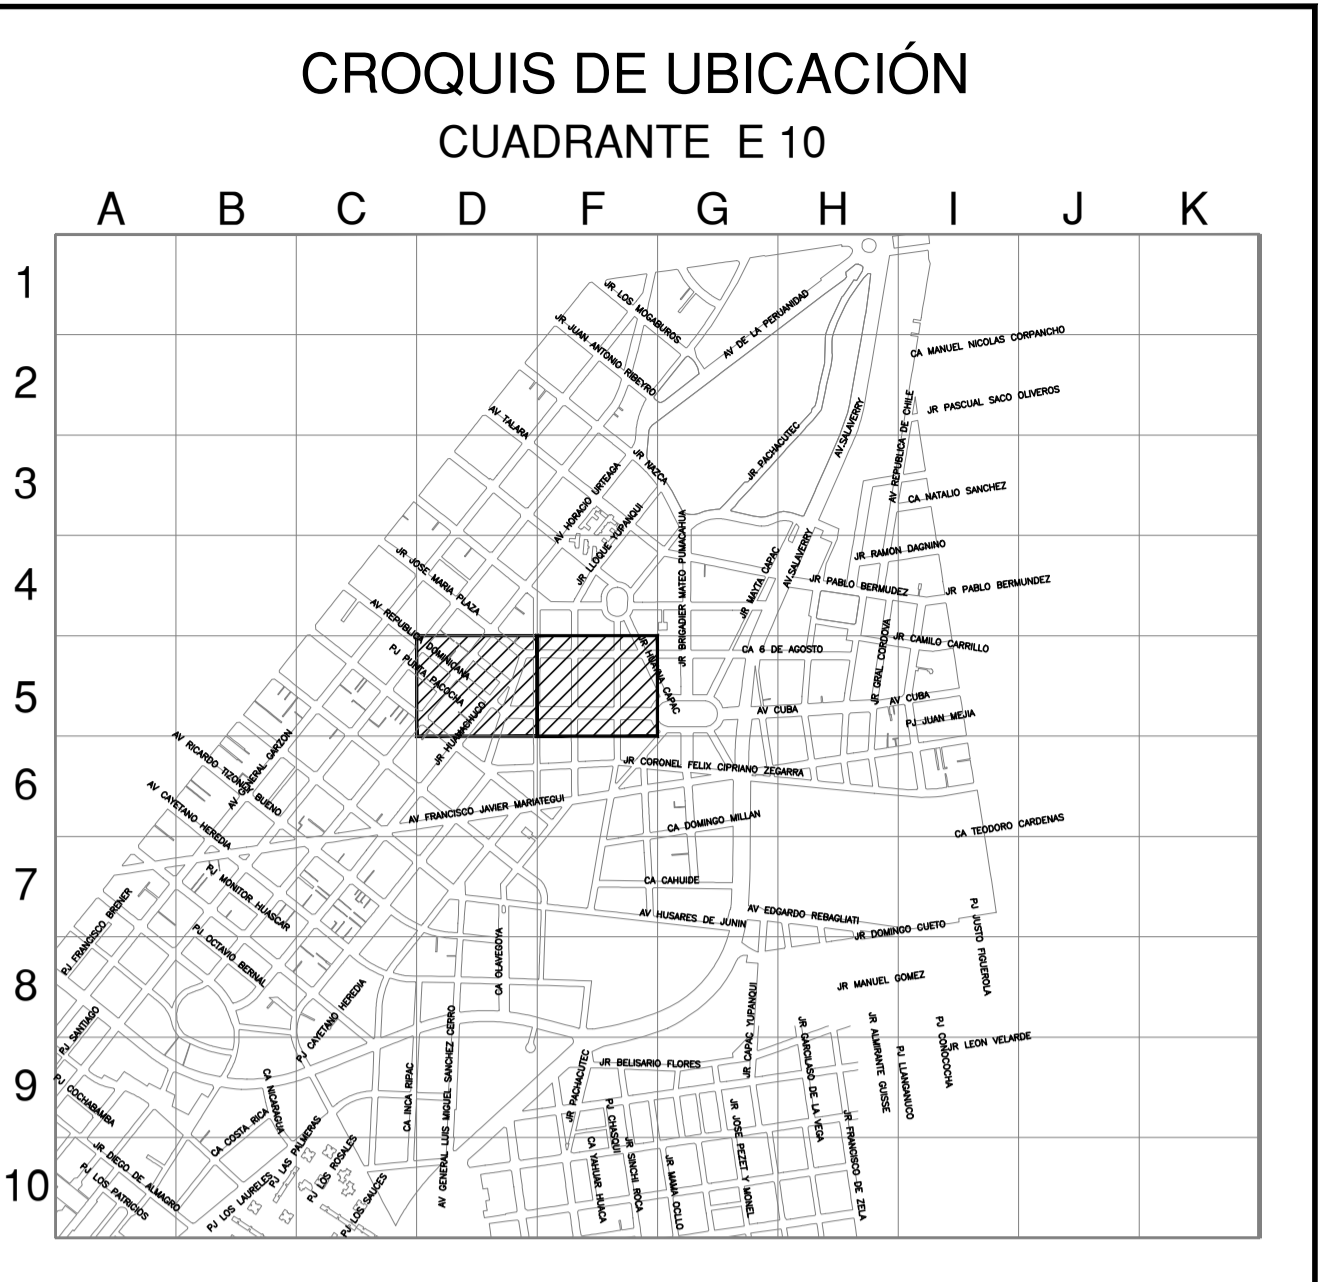 CROQUIS DE UBICACIÓN
CUADRANTE E 10
A B C D F G H I J K
1
JR LOS MOGABUROS
AV DE LA PERUANIDAD
JR JUAN ANTONIO RIBEYRO
CA MANUEL NICOLAS CORPANCHO
2
JR PASCUAL SACO OLIVEROS
AV TALARA
AV.SALAVERRY
AV REPUBLICA DE CHILE
JR PACHACUTEC
JR NAZCA
3
AV HORACIO URTEAGA
CA NATALIO SANCHEZ
JR LLOQUE YUPANQUI
JR BRIGADIER MATEO PUMACAHUA
JR RAMON DAGNINO
JR JOSE MARIA PLAZA
JR MAYTA CAPAC
AV.SALAVERRY
4
JR PABLO BERMUDEZ
JR PABLO BERMUNDEZ
AV REPUBLICA DOMINICANA
JR HUAYNA CAPAC
CA 6 DE AGOSTO
JR GRAL CORDOVA
JR CAMILO CARRILLO
PJ PUNTA PACOCHA
5
AV CUBA
AV CUBA
PJ JUAN MEJIA
JR HUAMACHUCO
AV RICARDO TIZON Y BUENO
AV GENERAL GARZON
JR CORONEL FELIX CIPRIANO ZEGARRA
6
AV CAYETANO HEREDIA
AV FRANCISCO JAVIER MARIATEGUI
CA DOMINGO MILLAN
CA TEODORO CARDENAS
7
PJ MONITOR HUASCAR
CA CAHUIDE
PJ FRANCISCO BRENER
AV HUSARES DE JUNIN
AV EDGARDO REBAGLIATI
JR DOMINGO CUETO
PJ JUSTO FIGUEROLA
PJ OCTAVIO BERNAL
CA OLAVEGOYA
8
JR MANUEL GOMEZ
PJ SANTIAGO
PJ CAYETANO HEREDIA
AV GENERAL LUIS MIGUEL SANCHEZ CERRO
JR CAPAC YUPANQUI
JR GARCILASO DE LA VEGA
JR ALMIRANTE GUISSE
PJ CONOCOCHA
JR LEON VELARDE
PJ LLANGANUCO
9
PJ COCHABAMBA
CA NICARAGUA
CA INCA RIPAC
JR BELISARIO FLORES
JR PACHACUTEC
CA COSTA RICA
PJ LAS PALMERAS
PJ CHASQUI
JR JOSE PEZET Y MONEL
JR FRANCISCO DE ZELA
10
JR DIEGO DE ALMAGRO
PJ LOS PATRICIOS
PJ LOS LAURELES
PJ LOS ROSALES
PJ LOS SAUCES
CA YAHUAR HUACA
JR SINCHI ROCA
JR MAMA OCLLO